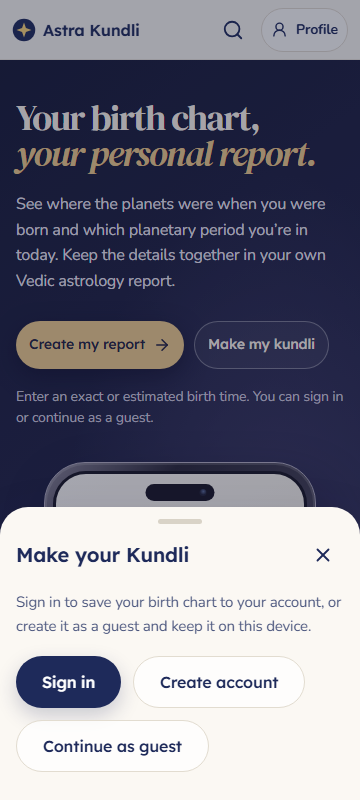 Astra Kundli
Profile
Your birth chart,
your personal report.
See where the planets were when you were
born and which planetary period you’re in
today. Keep the details together in your own
Vedic astrology report.
Create my report →
Make my kundli
Enter an exact or estimated birth time. You can sign in
or continue as a guest.
Make your Kundli
Sign in to save your birth chart to your account, or
create it as a guest and keep it on this device.
Sign in
Create account
Continue as guest